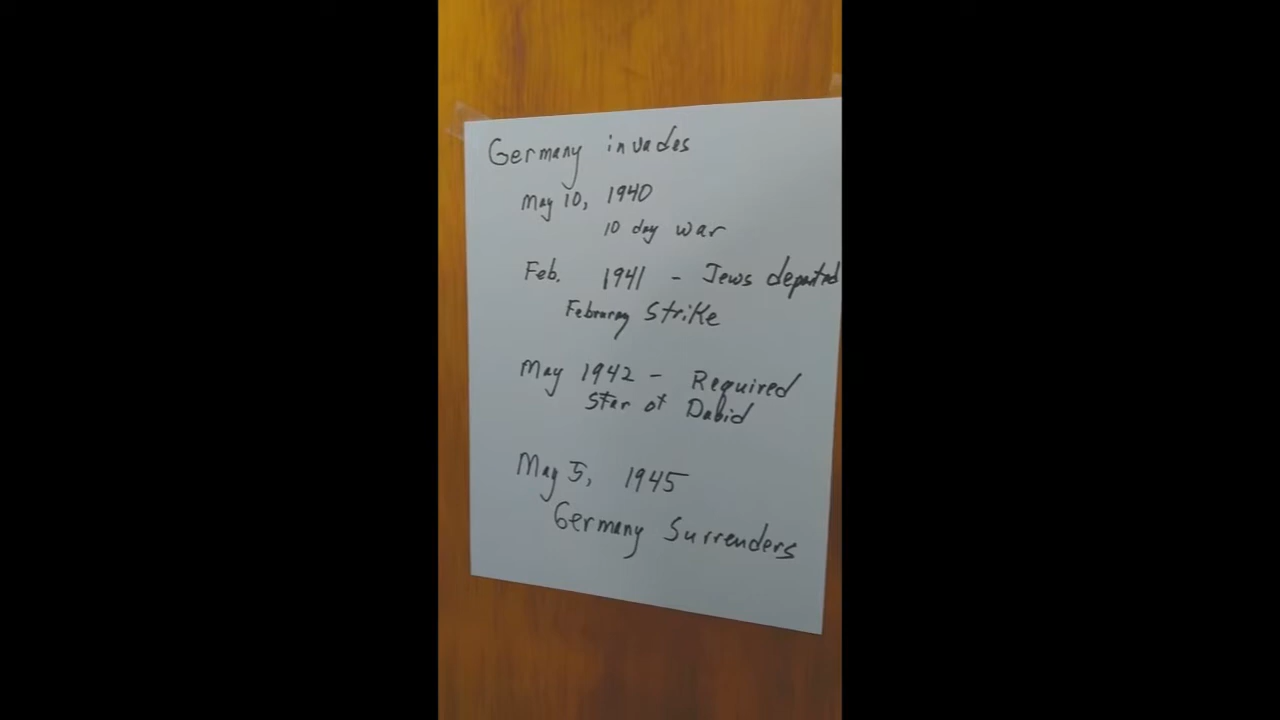 Germany invades
May 10, 1940
10 day war
Feb. 1941 - Jews deported
February Strike
May 1942 - Required
Star of Dabid
May 5, 1945
Germany Surrenders